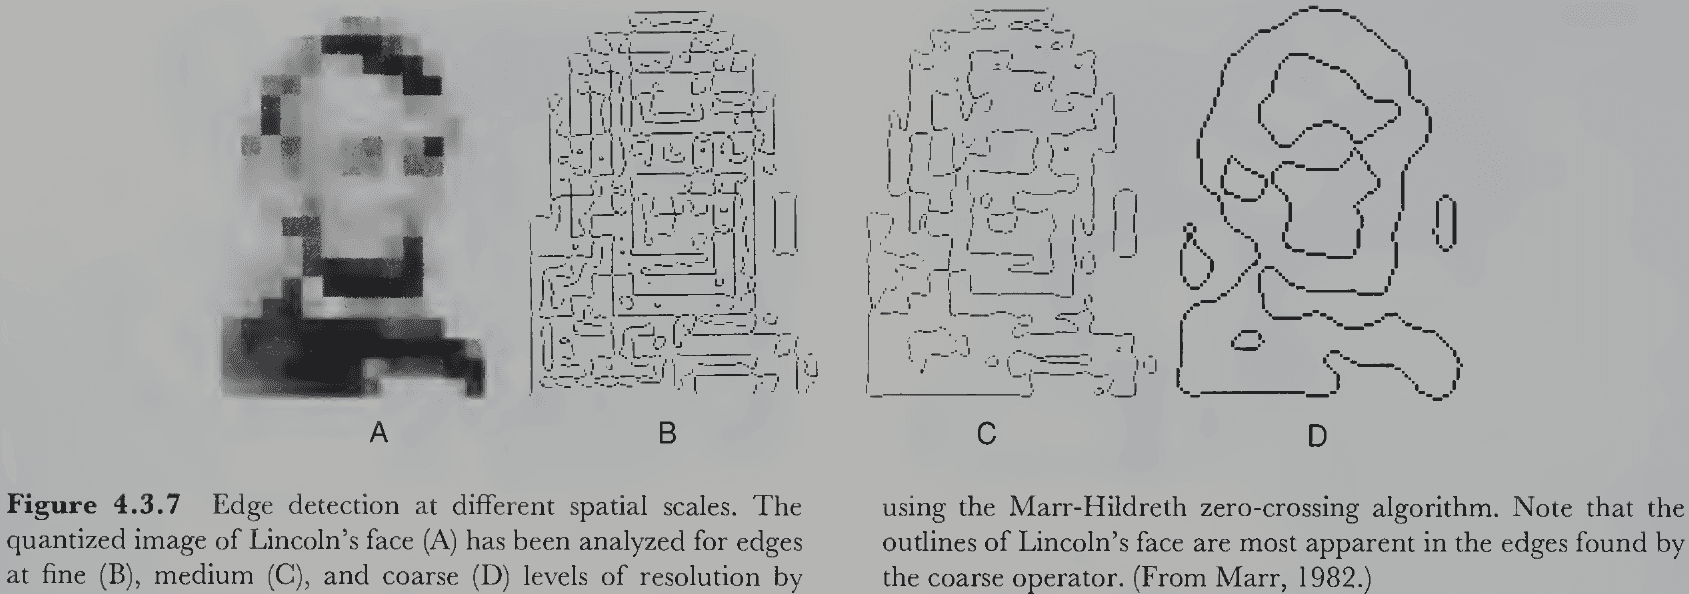 A
B
C
D
Figure 4.3.7 Edge detection at different spatial scales. The
quantized image of Lincoln's face (A) has been analyzed for edges
at fine (B), medium (C), and coarse (D) levels of resolution by
using the Marr-Hildreth zero-crossing algorithm. Note that the
outlines of Lincoln's face are most apparent in the edges found by
the coarse operator. (From Marr, 1982.)